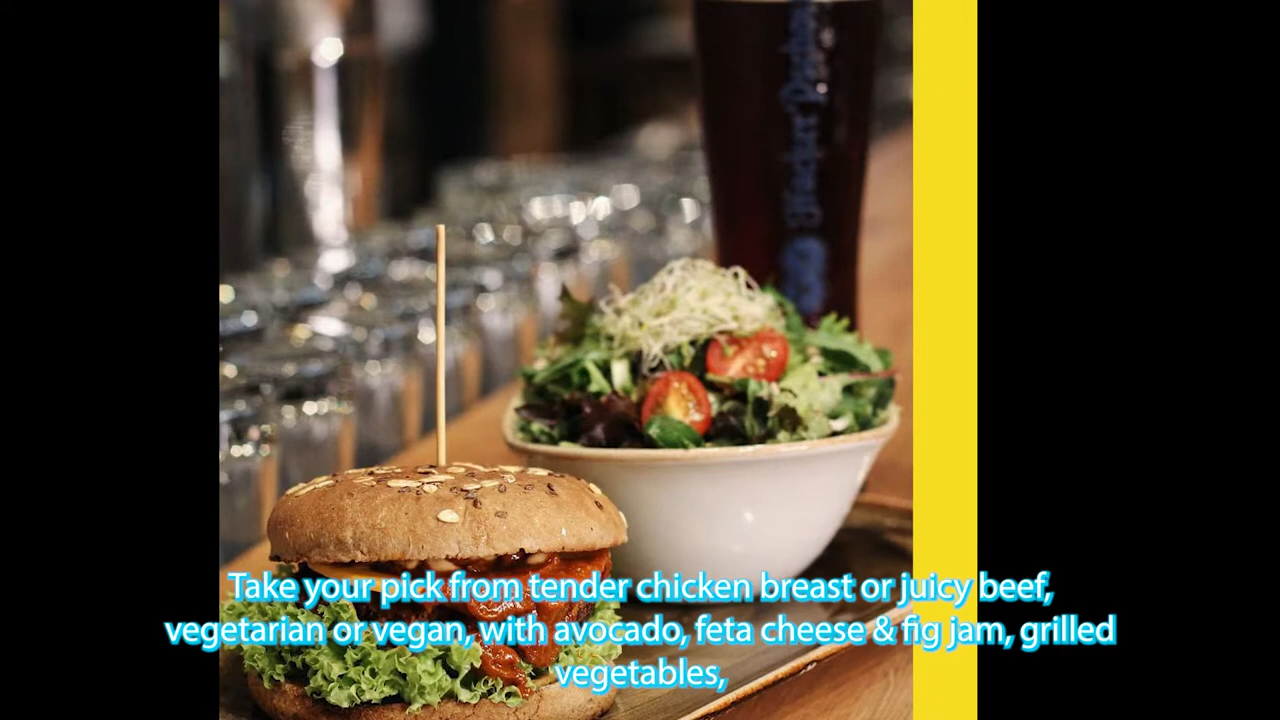 Take your pick from tender chicken breast or juicy beef,
vegetarian or vegan, with avocado, feta cheese & fig jam, grilled
vegetables,